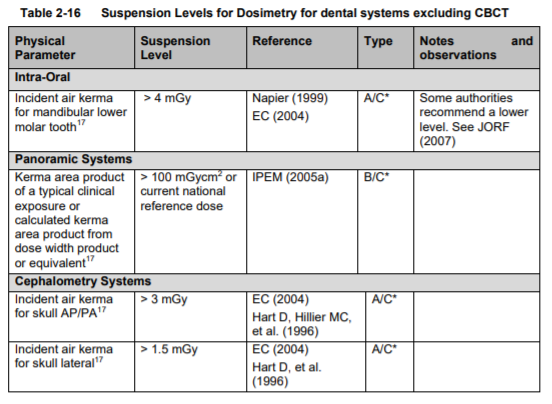 Table 2-16 Suspension Levels for Dosimetry for dental systems excluding CBCT
Physical Parameter | Suspension Level | Reference | Type | Notes and observations
Intra-Oral
Incident air kerma for mandibular lower molar tooth17 | > 4 mGy | Napier (1999) EC (2004) | A/C* | Some authorities recommend a lower level. See JORF (2007)
Panoramic Systems
Kerma area product of a typical clinical exposure or calculated kerma area product from dose width product or equivalent17 | > 100 mGycm2 or current national reference dose | IPEM (2005a) | B/C*
Cephalometry Systems
Incident air kerma for skull AP/PA17 | > 3 mGy | EC (2004) Hart D, Hillier MC, et al. (1996) | A/C*
Incident air kerma for skull lateral17 | > 1.5 mGy | EC (2004) Hart D, et al. (1996) | A/C*